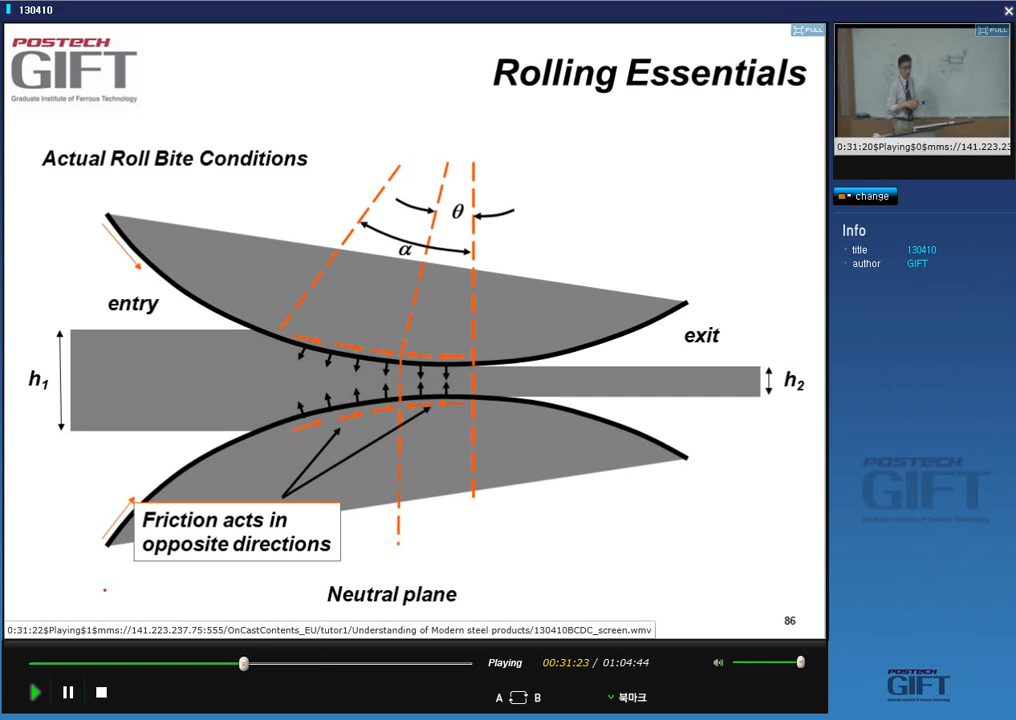 130410
POSTECH
GIFT
Graduate Institute of Ferrous Technology
Rolling Essentials
FULL
FULL
Actual Roll Bite Conditions
θ
α
entry
exit
h1
h2
Friction acts in
opposite directions
Neutral plane
86
0:31:22$Playing$1$mms://141.223.237.75:555/OnCastContents_EU/tutor1/Understanding of Modern steel products/130410BCDC_screen.wmv
0:31:20$Playing$0$mms://141.223.23
change
Info
title 130410
author GIFT
POSTECH
GIFT
Playing 00:31:23 / 01:04:44
A B 북마크
POSTECH
GIFT